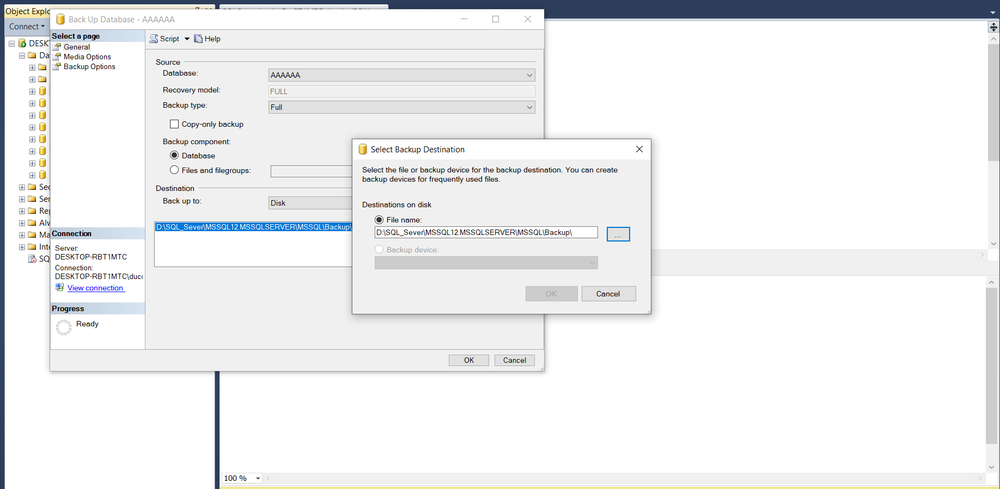 Object Explo
Connect
DESKT
Da
Sec
Ser
Rep
Alw
Ma
Inte
SQ
Back Up Database - AAAAAA
Select a page
General
Media Options
Backup Options
Connection
Server:
DESKTOP-RBT1MTC
Connection:
DESKTOP-RBT1MTC\duc
View connection
Progress
Ready
Script
Help
Source
Database:
AAAAAA
Recovery model:
FULL
Backup type:
Full
Copy-only backup
Backup component:
Database
Files and filegroups:
Destination
Back up to:
Disk
D:\SQL_Sever\MSSQL12.MSSQLSERVER\MSSQL\Backup\
OK
Cancel
Select Backup Destination
Select the file or backup device for the backup destination. You can create
backup devices for frequently used files.
Destinations on disk
File name:
D:\SQL_Sever\MSSQL12.MSSQLSERVER\MSSQL\Backup\
...
Backup device:
OK
Cancel
100 %